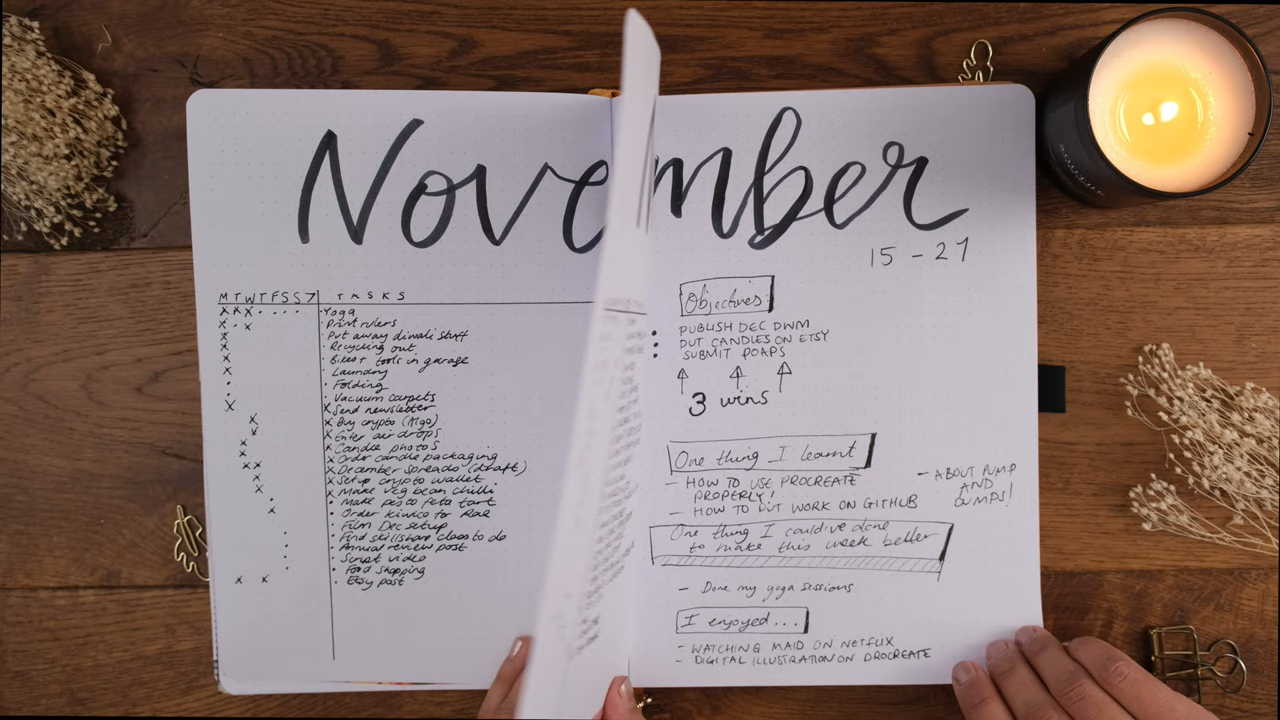 November
15 - 21
M T W T F S S 7 TASKS
Yoga
Print rulers
Put away diwali stuff
Recycling out
Bikes + tools in garage
Laundry
Folding
Vacuum carpets
Send newsletter
Buy crypto (Algo)
Enter air drops
Candle photos
Order candle packaging
December spreads (draft)
Setup crypto wallet
Make veg bean chilli
Make pesto feta tart
Order kiwico for
Film Dec setup
Find skillshare class to do
Annual review post
Script video
Food shopping
Etsy post
Objectives:
PUBLISH DEC DWM
PUT CANDLES ON ETSY
SUBMIT POAPS
3 wins
One thing I learnt
- HOW TO USE PROCREATE
PROPERLY!
- HOW TO PUT WORK ON GITHUB
- ABOUT PUMP
AND
DUMPS!
One thing I could've done
to make this week better
- Done my yoga sessions
I enjoyed...
- WATCHING MAID ON NETFLIX
- DIGITAL ILLUSTRATION ON PROCREATE